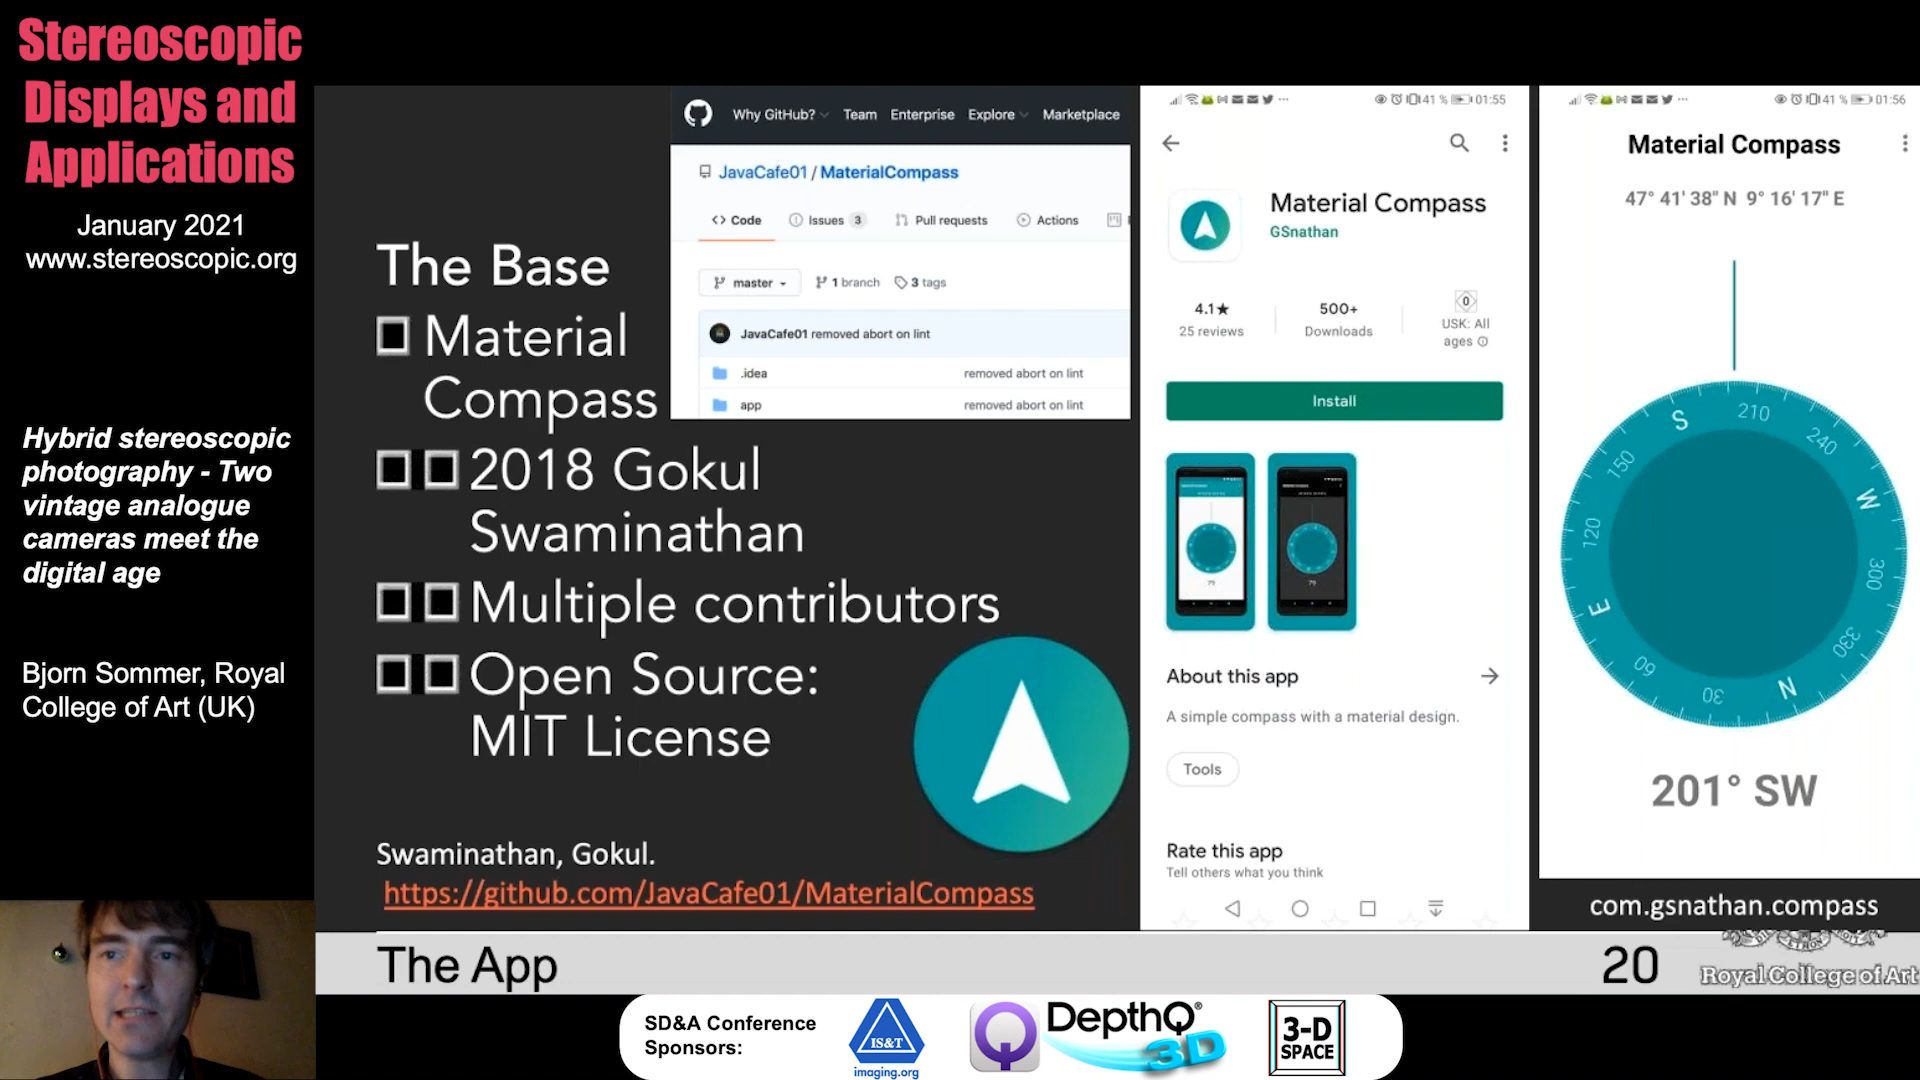 Stereoscopic
Displays and
Applications
January 2021
www.stereoscopic.org
Hybrid stereoscopic
photography - Two
vintage analogue
cameras meet the
digital age
Bjorn Sommer, Royal
College of Art (UK)
The Base
Material
Compass
2018 Gokul
Swaminathan
Multiple contributors
Open Source:
MIT License
Swaminathan, Gokul.
https://github.com/JavaCafe01/MaterialCompass
Why GitHub? Team Enterprise Explore Marketplace
JavaCafe01 / MaterialCompass
<> Code Issues 3 Pull requests Actions
master 1 branch 3 tags
JavaCafe01 removed abort on lint
.idea removed abort on lint
app removed abort on lint
41 % 01:55
Material Compass
GSnathan
4.1★ 500+ 0
25 reviews Downloads USK: All
ages
Install
79 79
About this app
A simple compass with a material design.
Tools
Rate this app
Tell others what you think
41 % 01:56
Material Compass
47° 41' 38" N 9° 16' 17" E
S 210 240 W 300 330 N 30 60 E 120 150
201° SW
com.gsnathan.compass
The App
20
Royal College of Art
SD&A Conference
Sponsors:
IS&T
imaging.org
DepthQ®
3D
3-D
SPACE